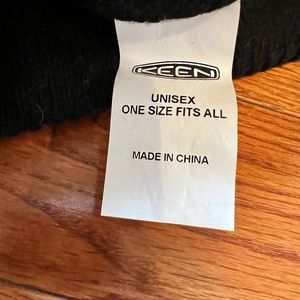 KEEN
UNISEX
ONE SIZE FITS ALL
MADE IN CHINA